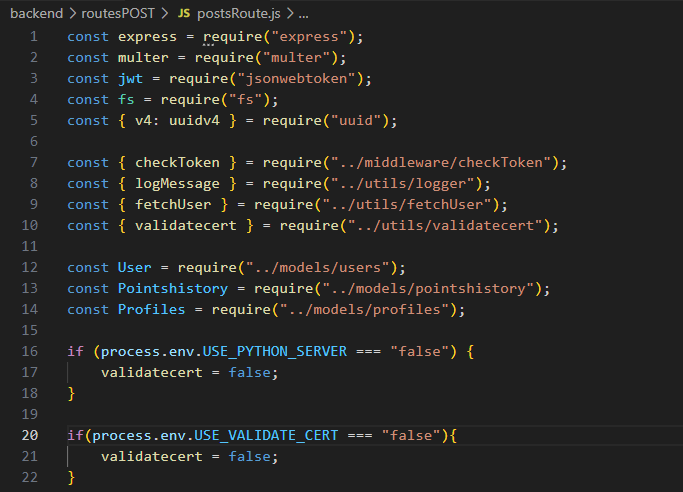 backend > routesPOST > JS postsRoute.js > ...
1 const express = require("express");
2 const multer = require("multer");
3 const jwt = require("jsonwebtoken");
4 const fs = require("fs");
5 const { v4: uuidv4 } = require("uuid");
6
7 const { checkToken } = require("../middleware/checkToken");
8 const { logMessage } = require("../utils/logger");
9 const { fetchUser } = require("../utils/fetchUser");
10 const { validatecert } = require("../utils/validatecert");
11
12 const User = require("../models/users");
13 const Pointshistory = require("../models/pointshistory");
14 const Profiles = require("../models/profiles");
15
16 if (process.env.USE_PYTHON_SERVER === "false") {
17     validatecert = false;
18 }
19
20 if(process.env.USE_VALIDATE_CERT === "false"){
21     validatecert = false;
22 }